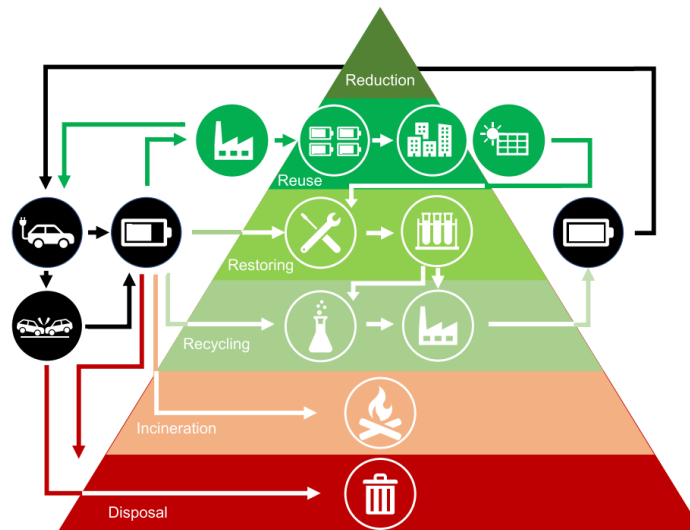 Reduction
Reuse
Restoring
Recycling
Incineration
Disposal